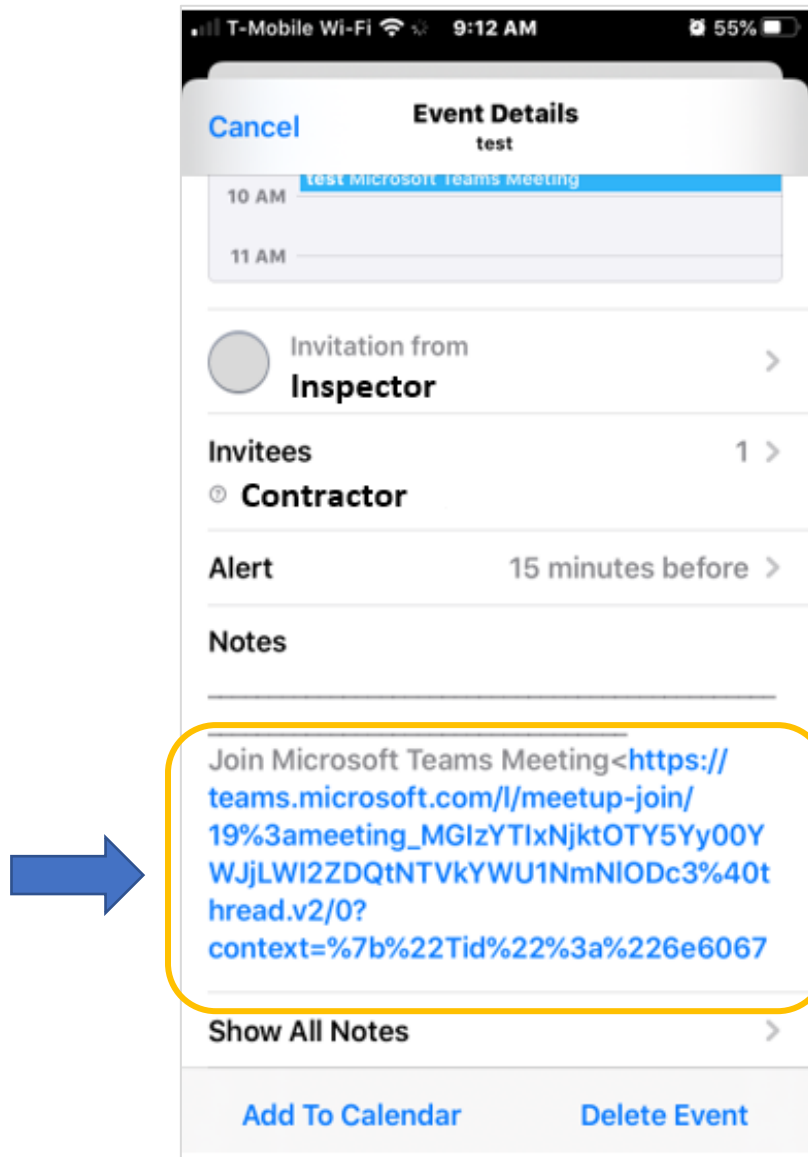 T-Mobile Wi-Fi 9:12 AM 55%
Cancel Event Details
test
test Microsoft Teams Meeting
10 AM
11 AM
Invitation from
Inspector
Invitees 1
Contractor
Alert 15 minutes before
Notes
Join Microsoft Teams Meeting<https://
teams.microsoft.com/l/meetup-join/
19%3ameeting_MGIzYTIxNjktOTY5Yy00Y
WJjLWI2ZDQtNTVkYWU1NmNlODc3%40t
hread.v2/0?
context=%7b%22Tid%22%3a%226e6067
Show All Notes
Add To Calendar Delete Event